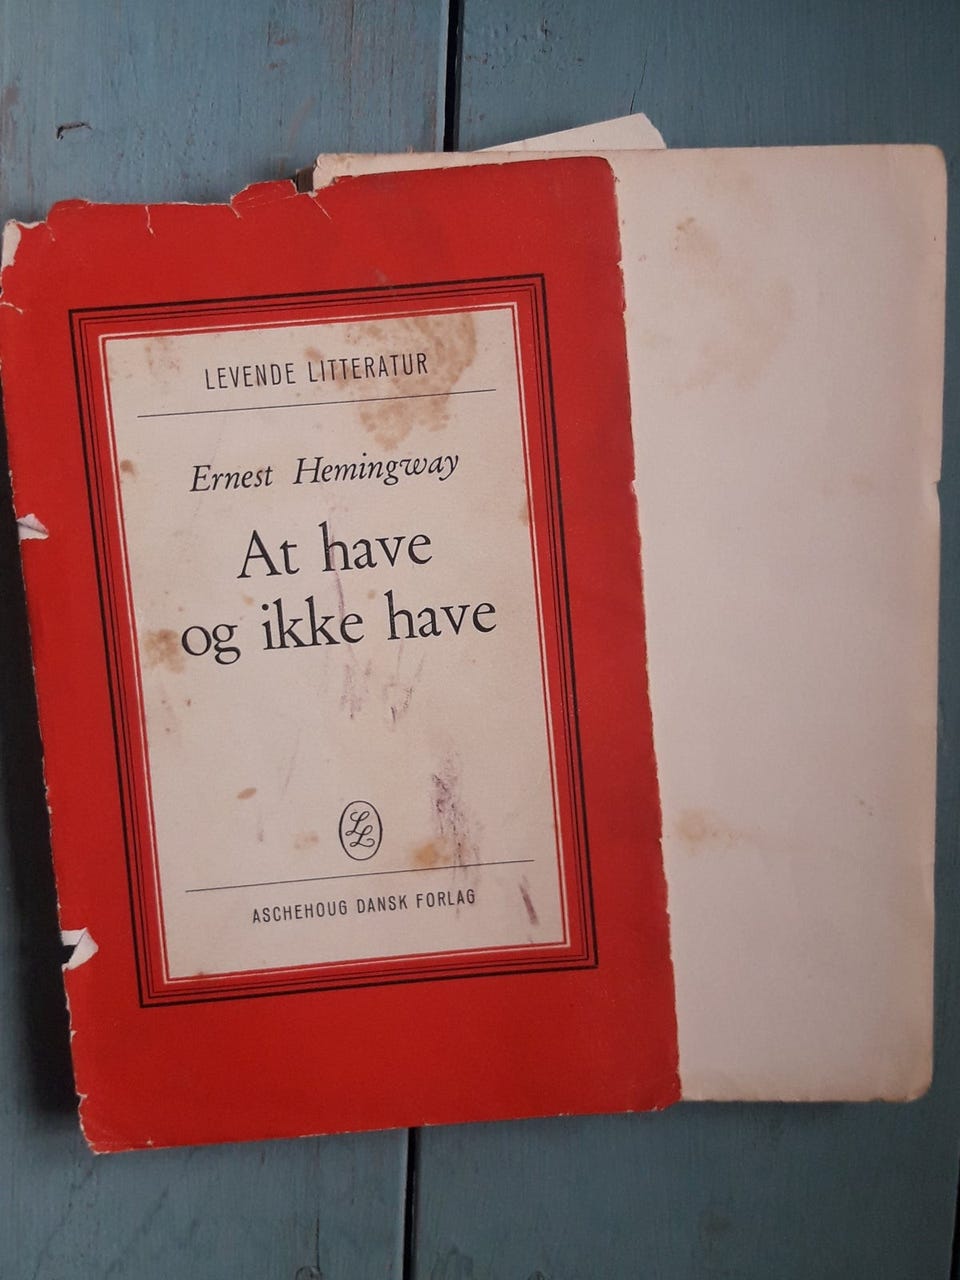 LEVENDE LITTERATUR
Ernest Hemingway
At have
og ikke have
LL
ASCHEHOUG DANSK FORLAG